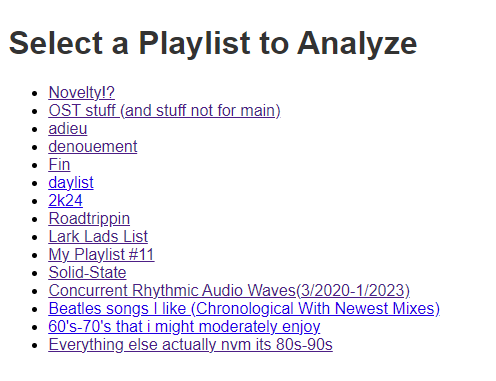 Select a Playlist to Analyze
Novelty!?
OST stuff (and stuff not for main)
adieu
denouement
Fin
daylist
2k24
Roadtrippin
Lark Lads List
My Playlist #11
Solid-State
Concurrent Rhythmic Audio Waves(3/2020-1/2023)
Beatles songs I like (Chronological With Newest Mixes)
60's-70's that i might moderately enjoy
Everything else actually nvm its 80s-90s